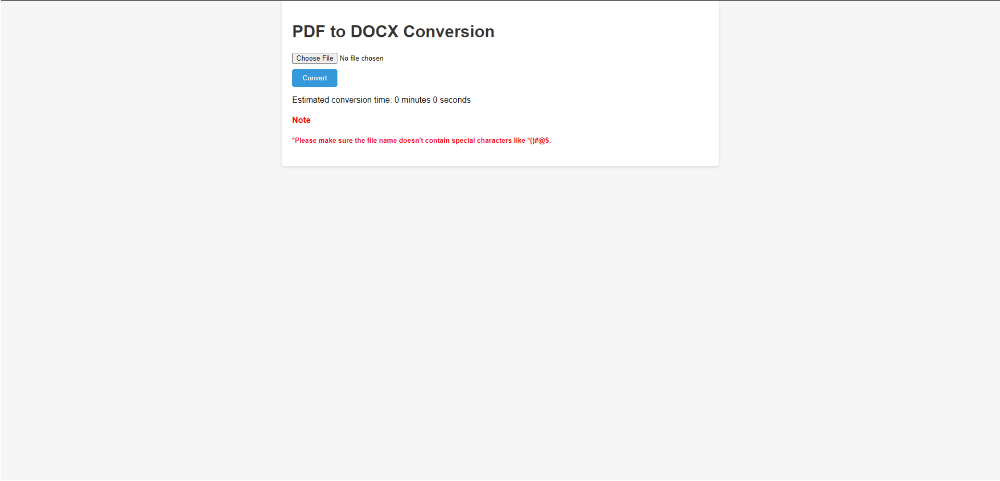 PDF to DOCX Conversion
Choose File No file chosen
Convert
Estimated conversion time: 0 minutes 0 seconds
Note
*Please make sure the file name doesn't contain special characters like *()#@$.